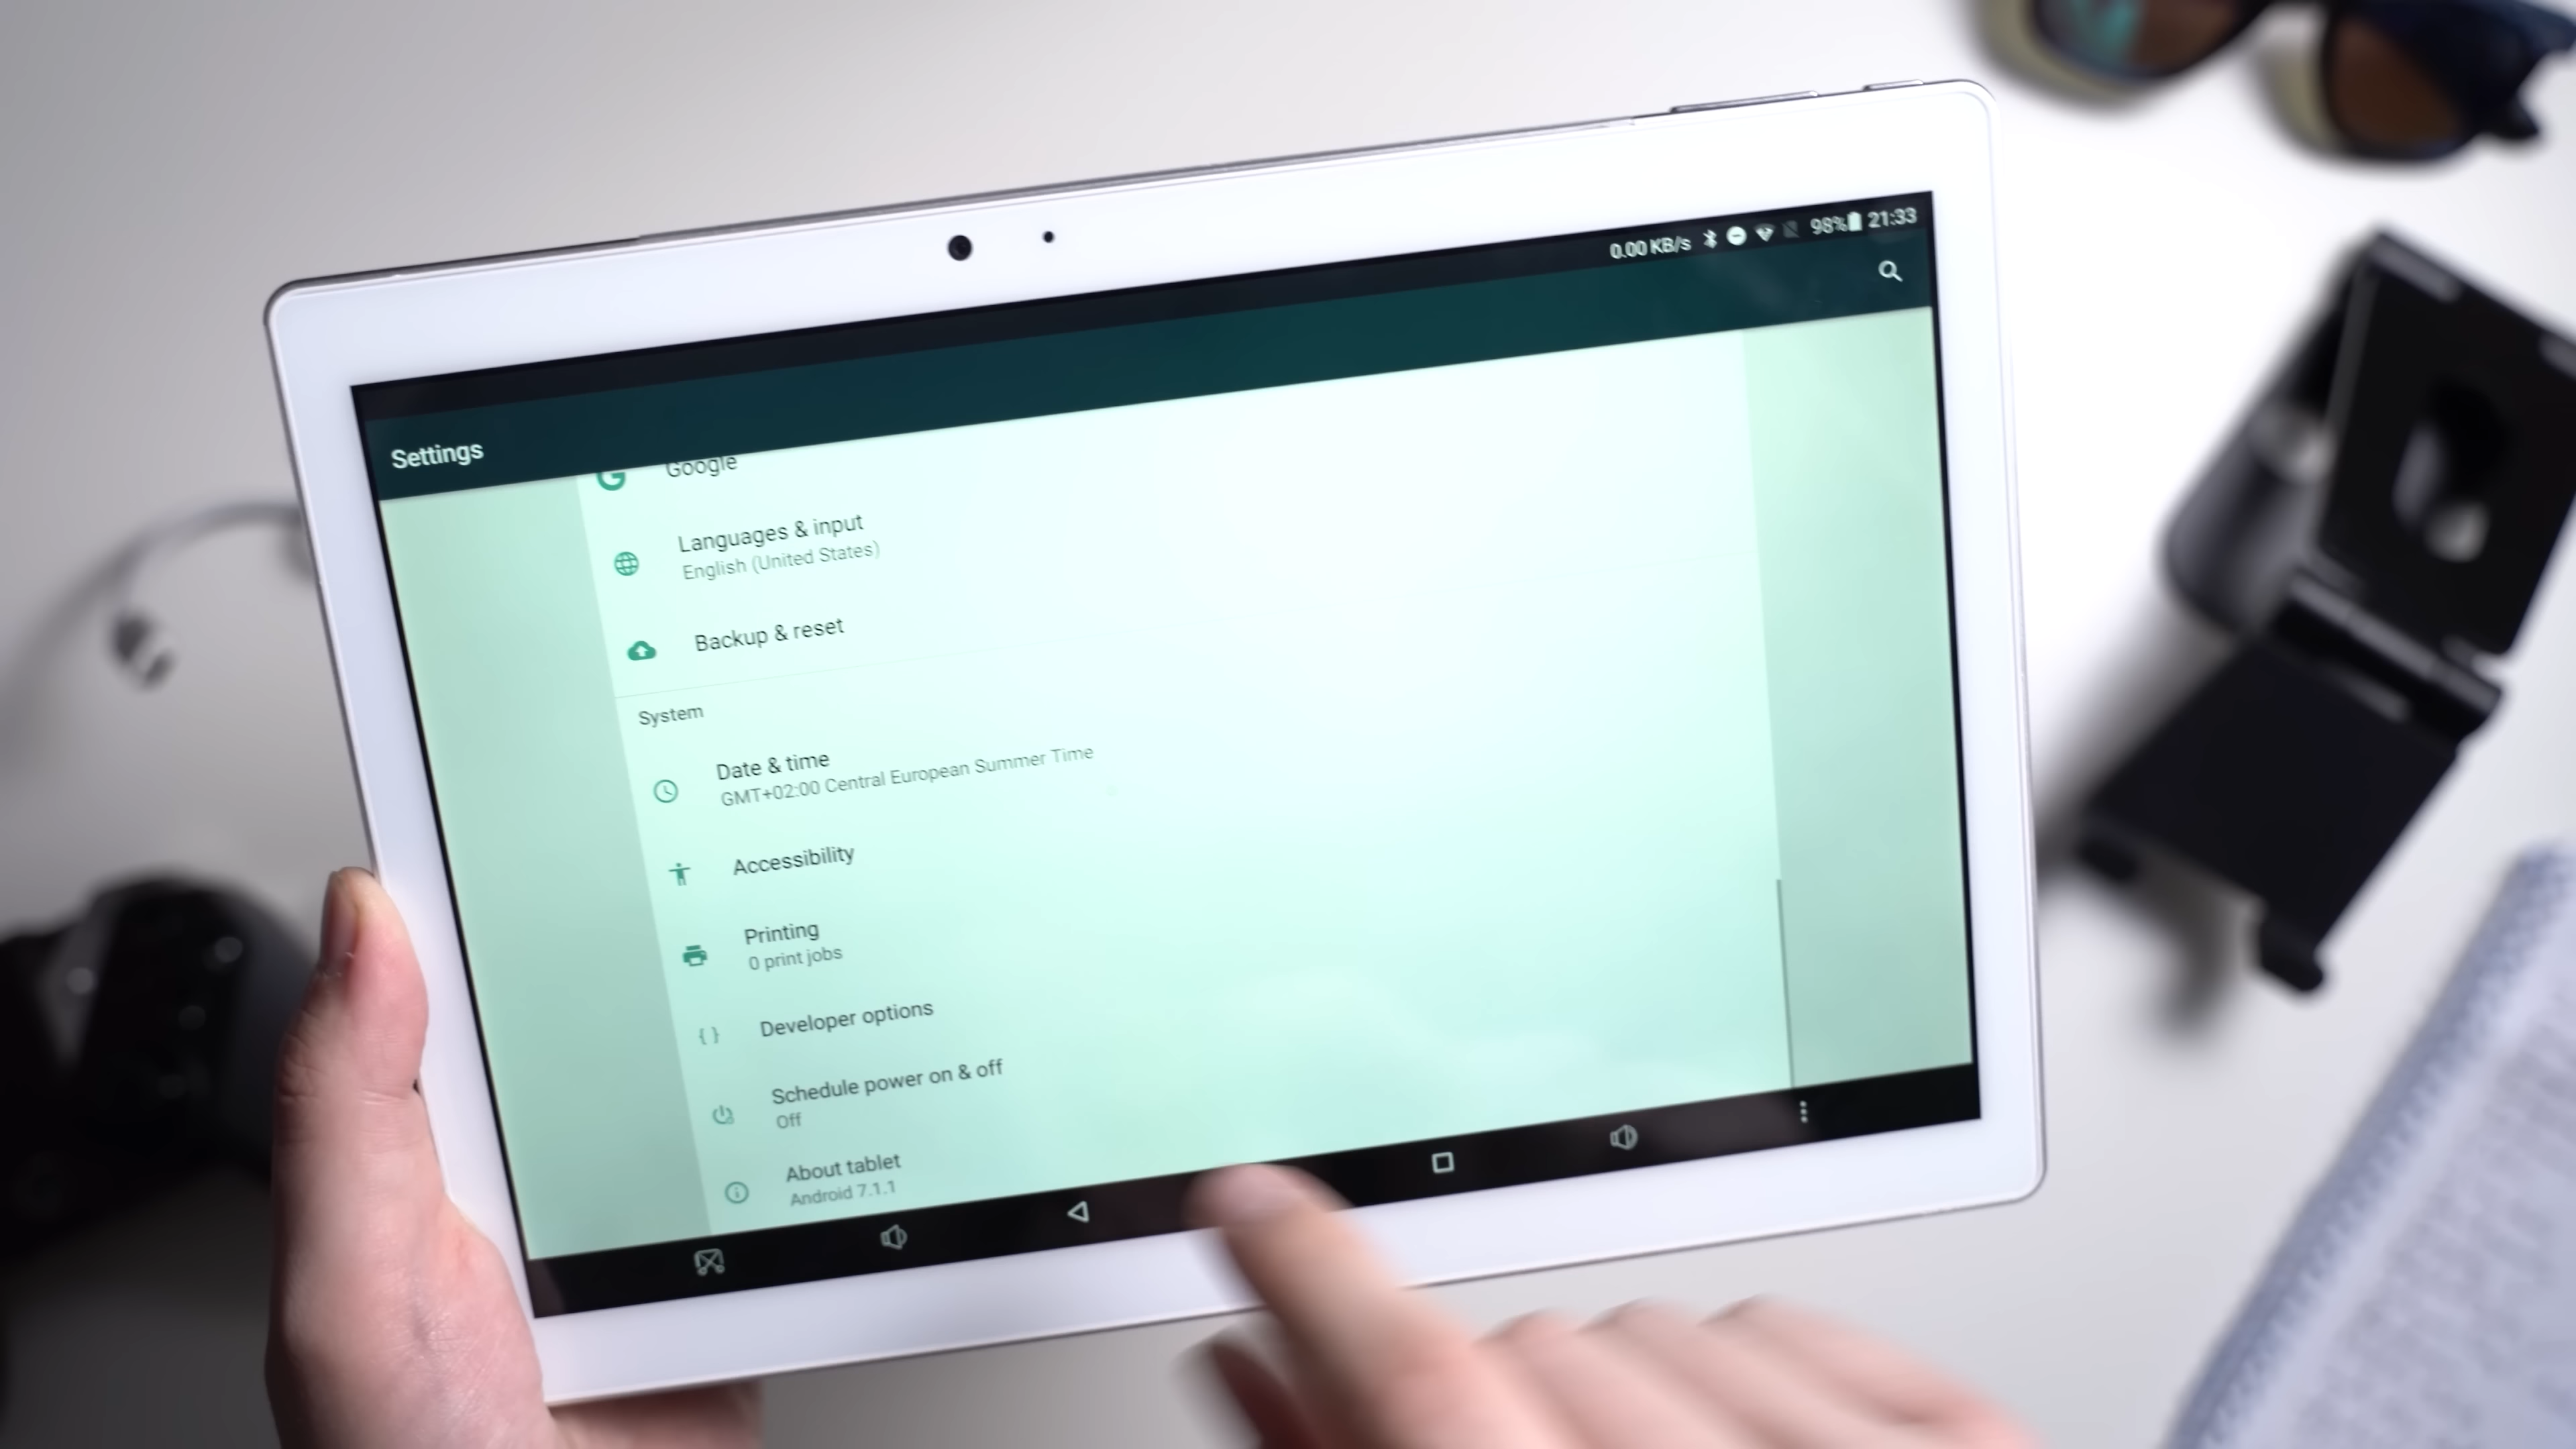 0.00 KB/s 98% 21:33
Settings
Google
Languages & input
English (United States)
Backup & reset
System
Date & time
GMT+02:00 Central European Summer Time
Accessibility
Printing
0 print jobs
{ } Developer options
Schedule power on & off
Off
About tablet
Android 7.1.1